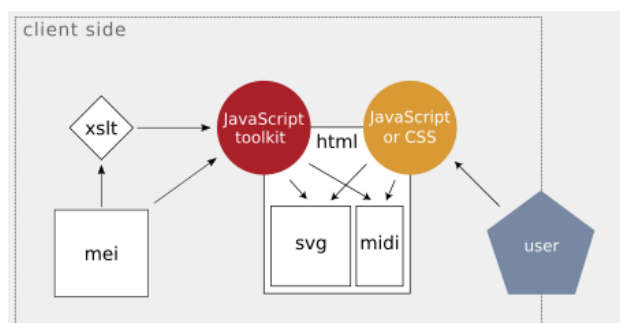 client side
xslt
JavaScript
toolkit
html
JavaScript
or CSS
mei
svg
midi
user